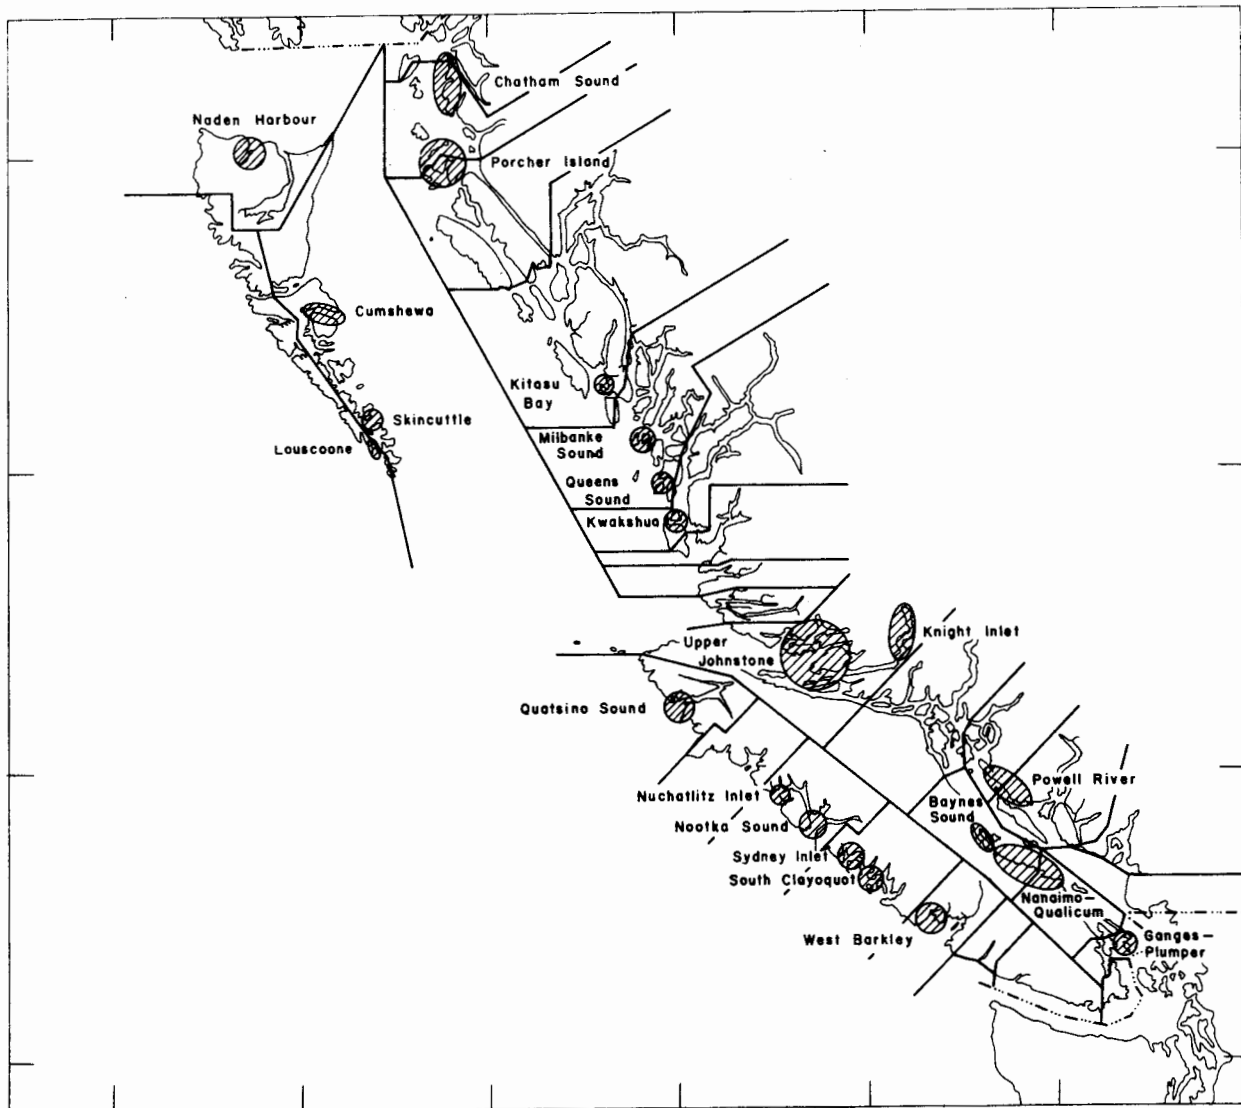 Chatham Sound
Naden Harbour
Porcher Island
Cumshewa
Kitasu
Bay
Skincuttle
Louscoone
Milbanke
Sound
Queens
Sound
Kwakshua
Upper
Johnstone
Knight Inlet
Quatsino Sound
Powell River
Nuchatlitz Inlet
Baynes
Sound
Nootka Sound
Sydney Inlet
South Clayoquot
Nanaimo-
Qualicum
West Barkley
Ganges-
Plumper